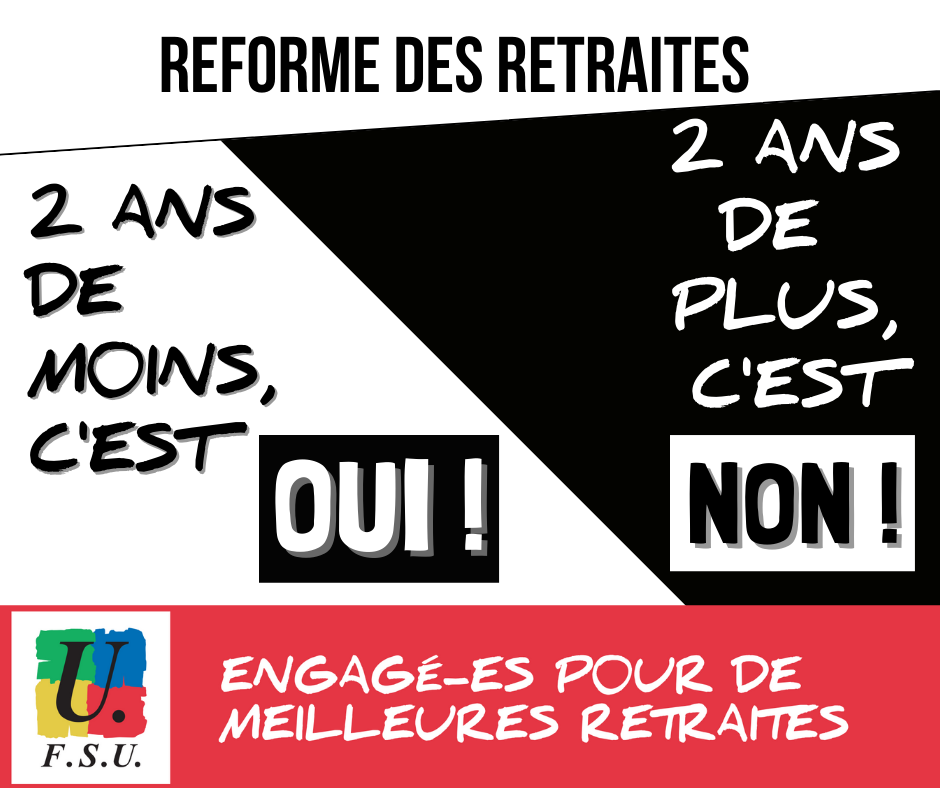 REFORME DES RETRAITES
2 ANS
DE
MOINS,
C'EST
OUI !
2 ANS
DE
PLUS,
C'EST
NON !
U.
F.S.U.
ENGAGÉ-ES POUR DE
MEILLEURES RETRAITES